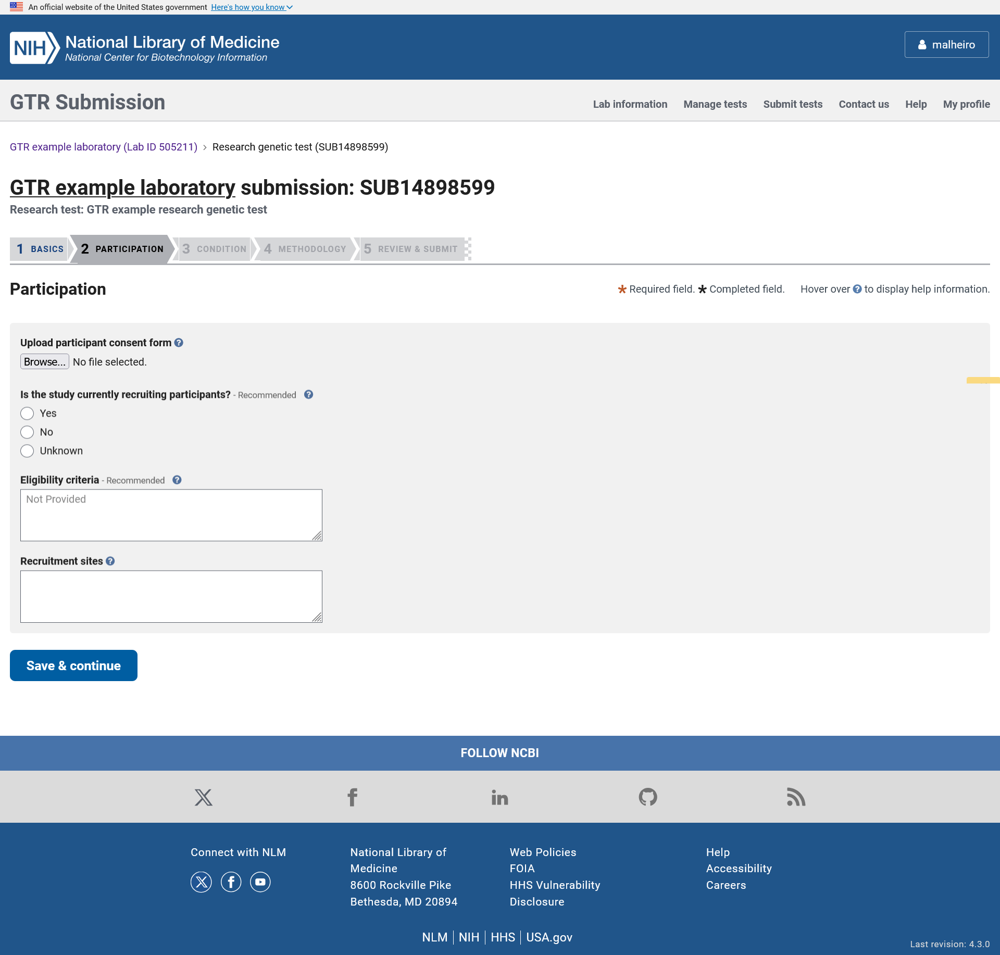 An official website of the United States government Here's how you know
NIH National Library of Medicine
National Center for Biotechnology Information
malheiro
GTR Submission
Lab information Manage tests Submit tests Contact us Help My profile
GTR example laboratory (Lab ID 505211) › Research genetic test (SUB14898599)
GTR example laboratory submission: SUB14898599
Research test: GTR example research genetic test
1 BASICS 2 PARTICIPATION 3 CONDITION 4 METHODOLOGY 5 REVIEW & SUBMIT
Participation
* Required field. * Completed field. Hover over ? to display help information.
Upload participant consent form ?
Browse... No file selected.
Is the study currently recruiting participants? - Recommended ?
Yes
No
Unknown
Eligibility criteria - Recommended ?
Not Provided
Recruitment sites ?
Save & continue
FOLLOW NCBI
Connect with NLM
National Library of
Medicine
8600 Rockville Pike
Bethesda, MD 20894
Web Policies
FOIA
HHS Vulnerability
Disclosure
Help
Accessibility
Careers
NLM | NIH | HHS | USA.gov
Last revision: 4.3.0